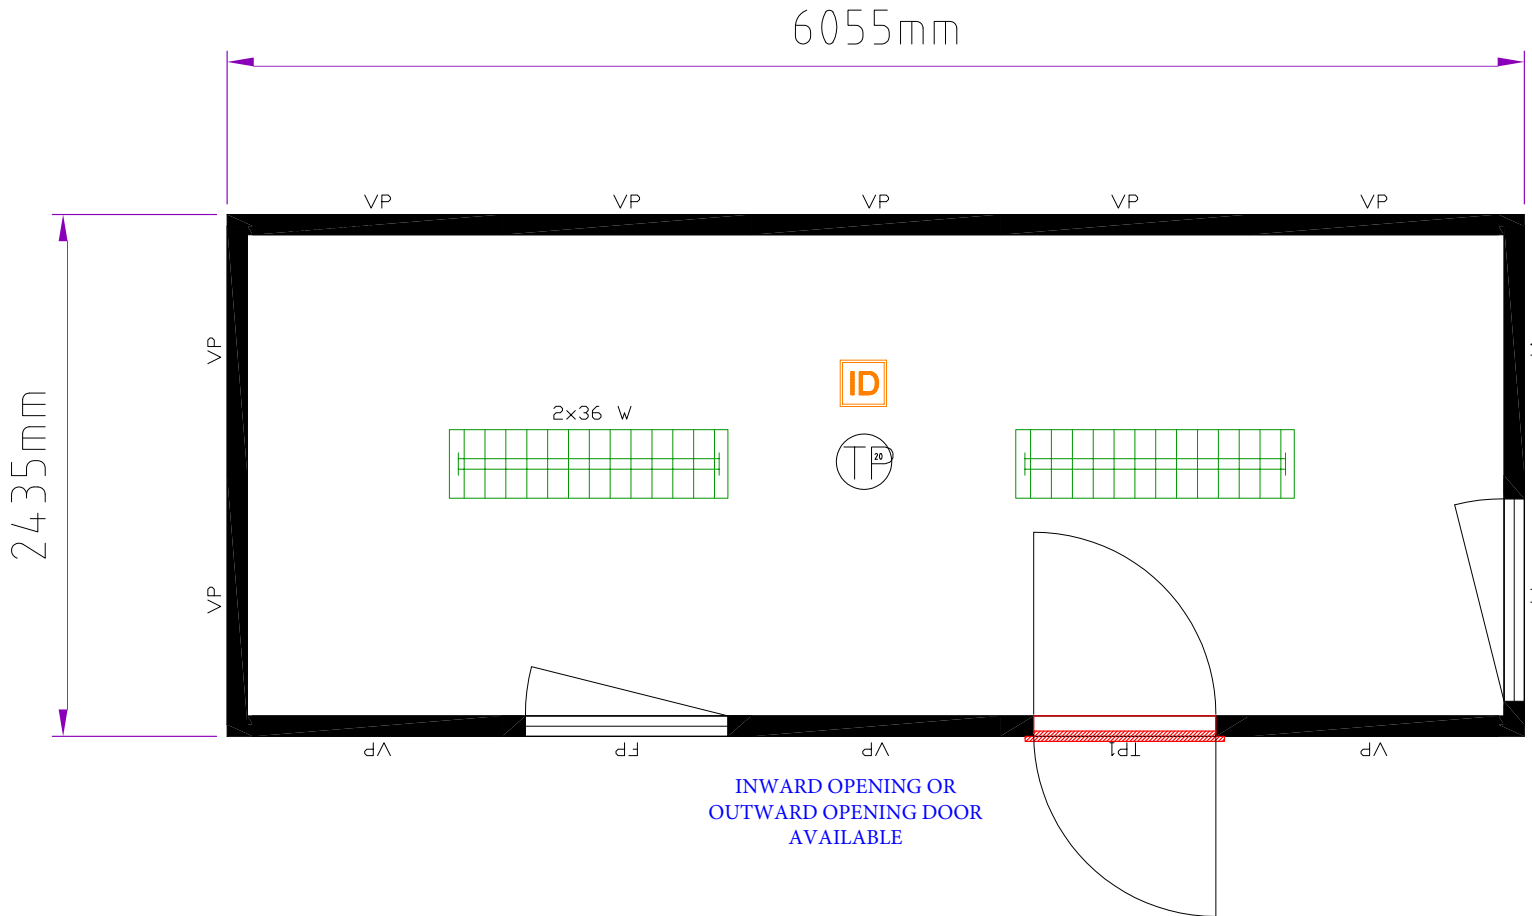 6055mm
VP VP VP VP VP
VP
ID
2435mm
2x36 W
TP 20
VP
VP FP VP TP1 VP
INWARD OPENING OR
OUTWARD OPENING DOOR
AVAILABLE